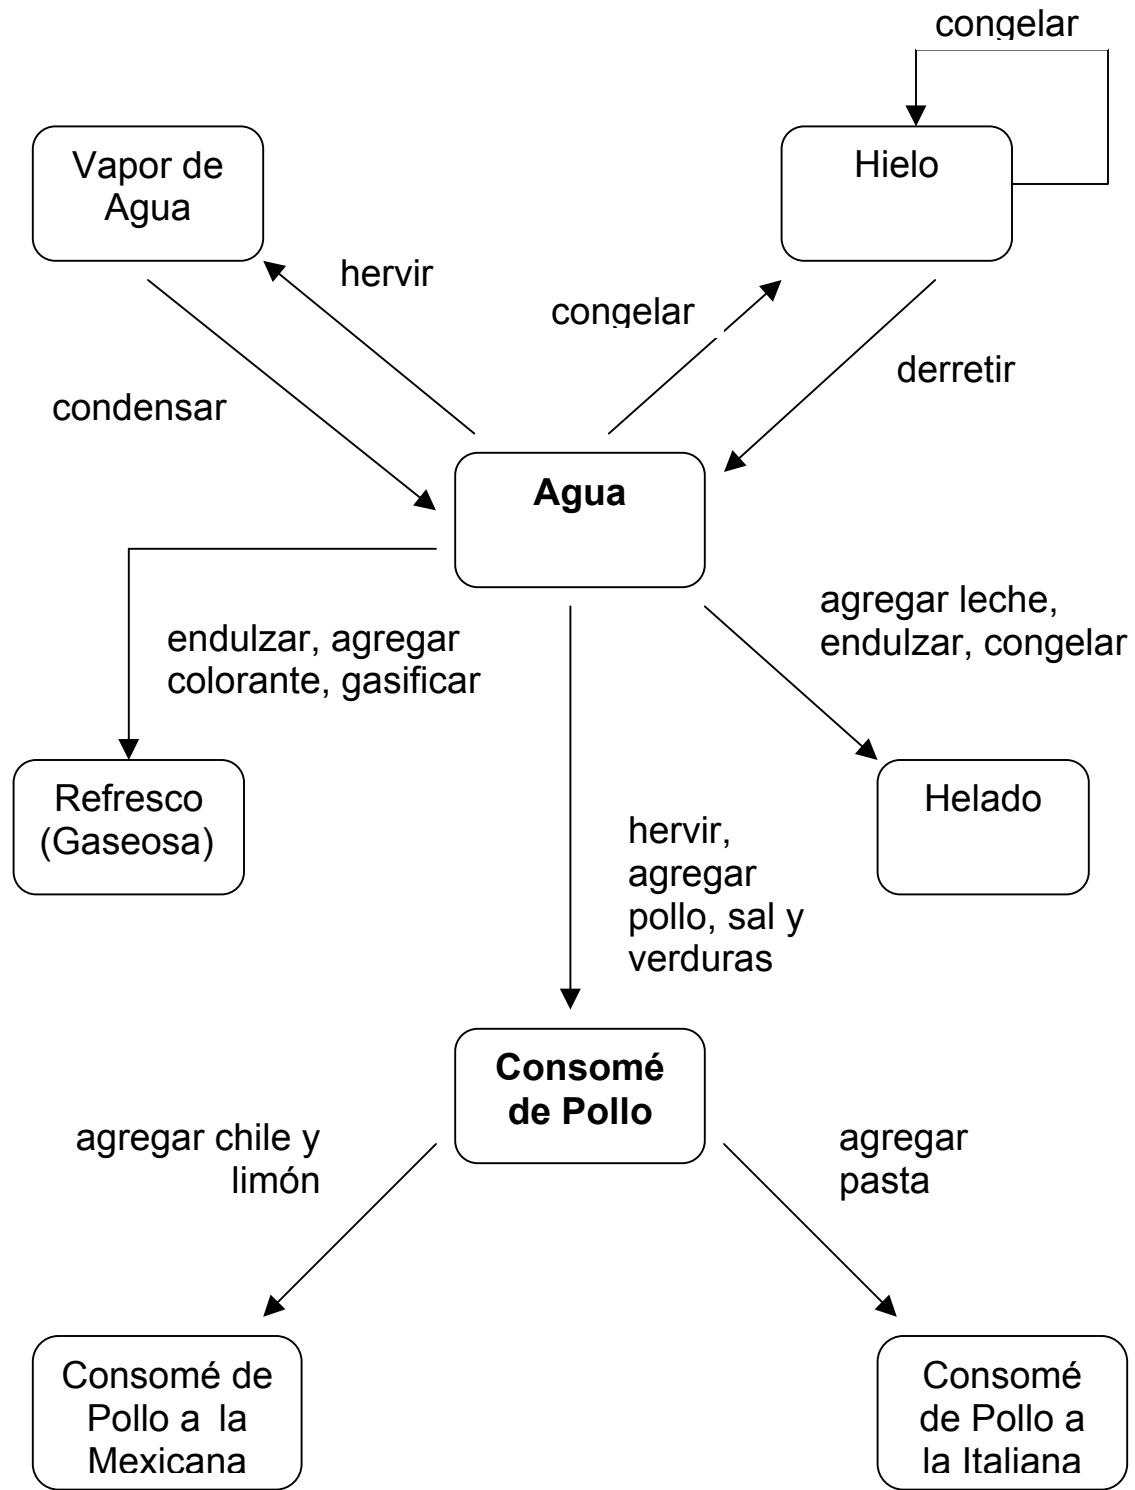 congelar
Vapor de
Agua
Hielo
hervir
congelar
derretir
condensar
Agua
agregar leche,
endulzar, congelar
endulzar, agregar
colorante, gasificar
Refresco
(Gaseosa)
Helado
hervir,
agregar
pollo, sal y
verduras
Consomé
de Pollo
agregar chile y
limón
agregar
pasta
Consomé de
Pollo a la
Mexicana
Consomé
de Pollo a
la Italiana